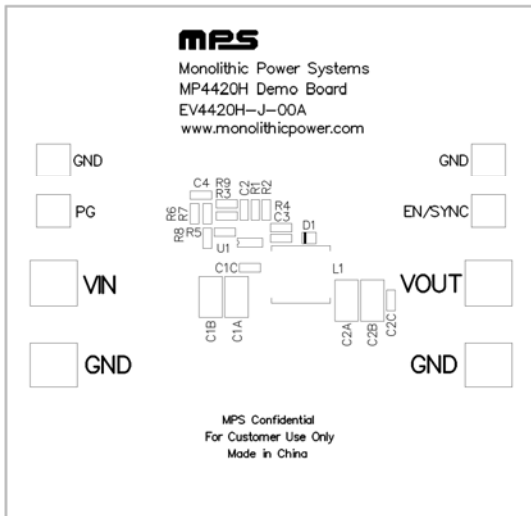 MPS
Monolithic Power Systems
MP4420H Demo Board
EV4420H-J-00A
www.monolithicpower.com
GND
GND
PG
EN/SYNC
C4
R9
R3
C2
R1
R2
R6
R7
R4
C3
D1
R8
R5
U1
C1C
L1
VIN
VOUT
C1B
C1A
C2A
C2B
C2C
GND
GND
MPS Confidential
For Customer Use Only
Made in China